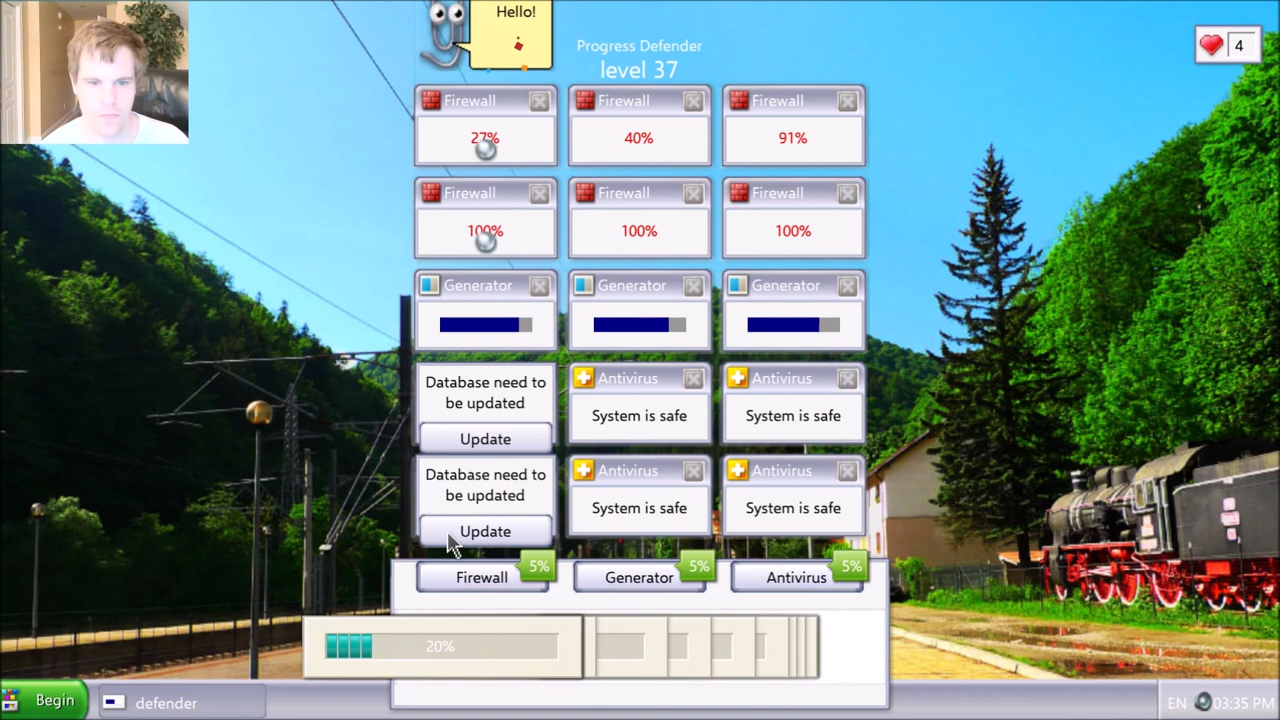 Hello!
Progress Defender
level 37
4
Firewall
Firewall
Firewall
27%
40%
91%
Firewall
Firewall
Firewall
100%
100%
100%
Generator
Generator
Generator
Database need to
be updated
Update
Antivirus
Antivirus
System is safe
System is safe
Database need to
be updated
Update
Antivirus
Antivirus
System is safe
System is safe
5%
5%
5%
Firewall
Generator
Antivirus
20%
Begin
defender
EN
03:35 PM